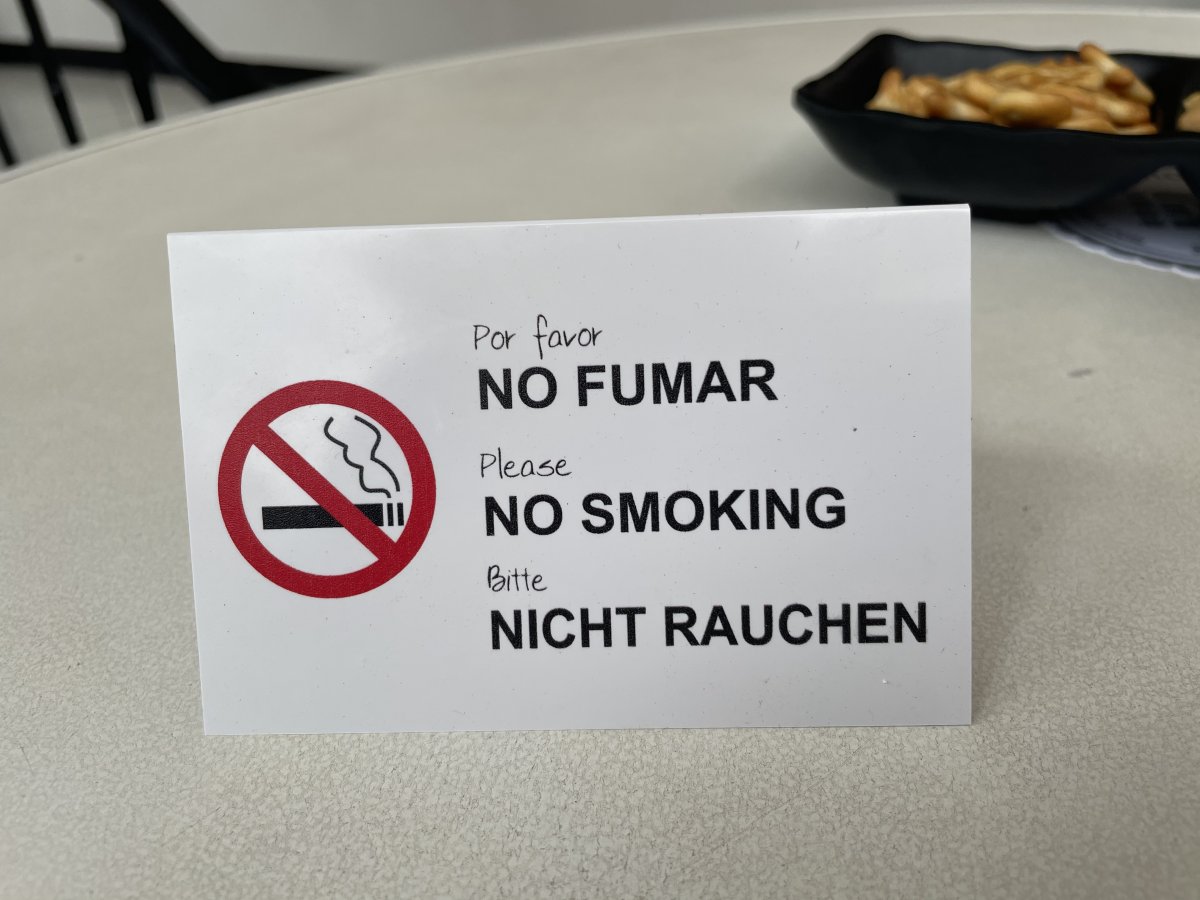 Por favor
NO FUMAR
Please
NO SMOKING
Bitte
NICHT RAUCHEN